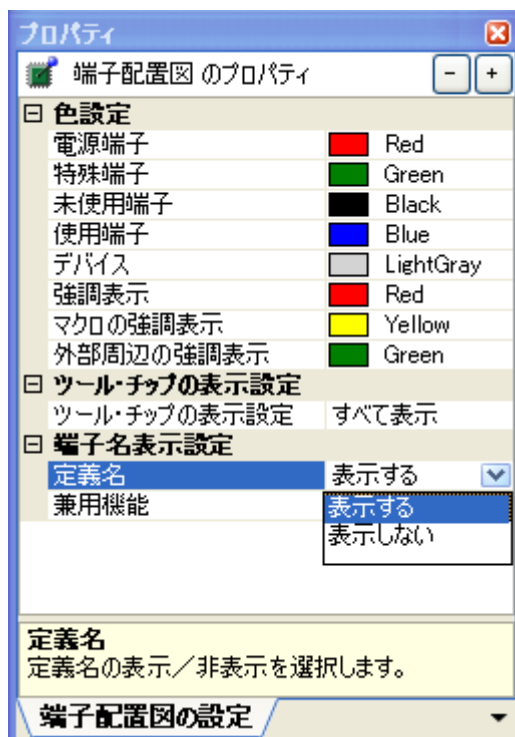 プロパティ
端子配置図 のプロパティ
色設定
電源端子 Red
特殊端子 Green
未使用端子 Black
使用端子 Blue
デバイス LightGray
強調表示 Red
マクロの強調表示 Yellow
外部周辺の強調表示 Green
ツール・チップの表示設定
ツール・チップの表示設定 すべて表示
端子名表示設定
定義名 表示する
兼用機能 表示する
表示しない
定義名
定義名の表示/非表示を選択します。
端子配置図の設定